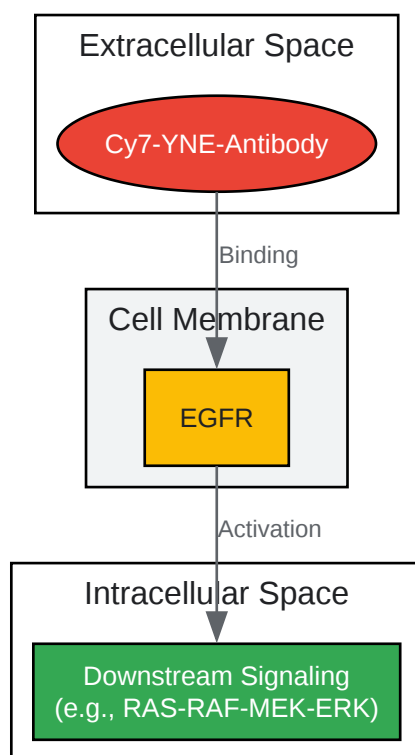 Extracellular Space
Cy7-YNE-Antibody
Binding
Cell Membrane
EGFR
Activation
Intracellular Space
Downstream Signaling
(e.g., RAS-RAF-MEK-ERK)